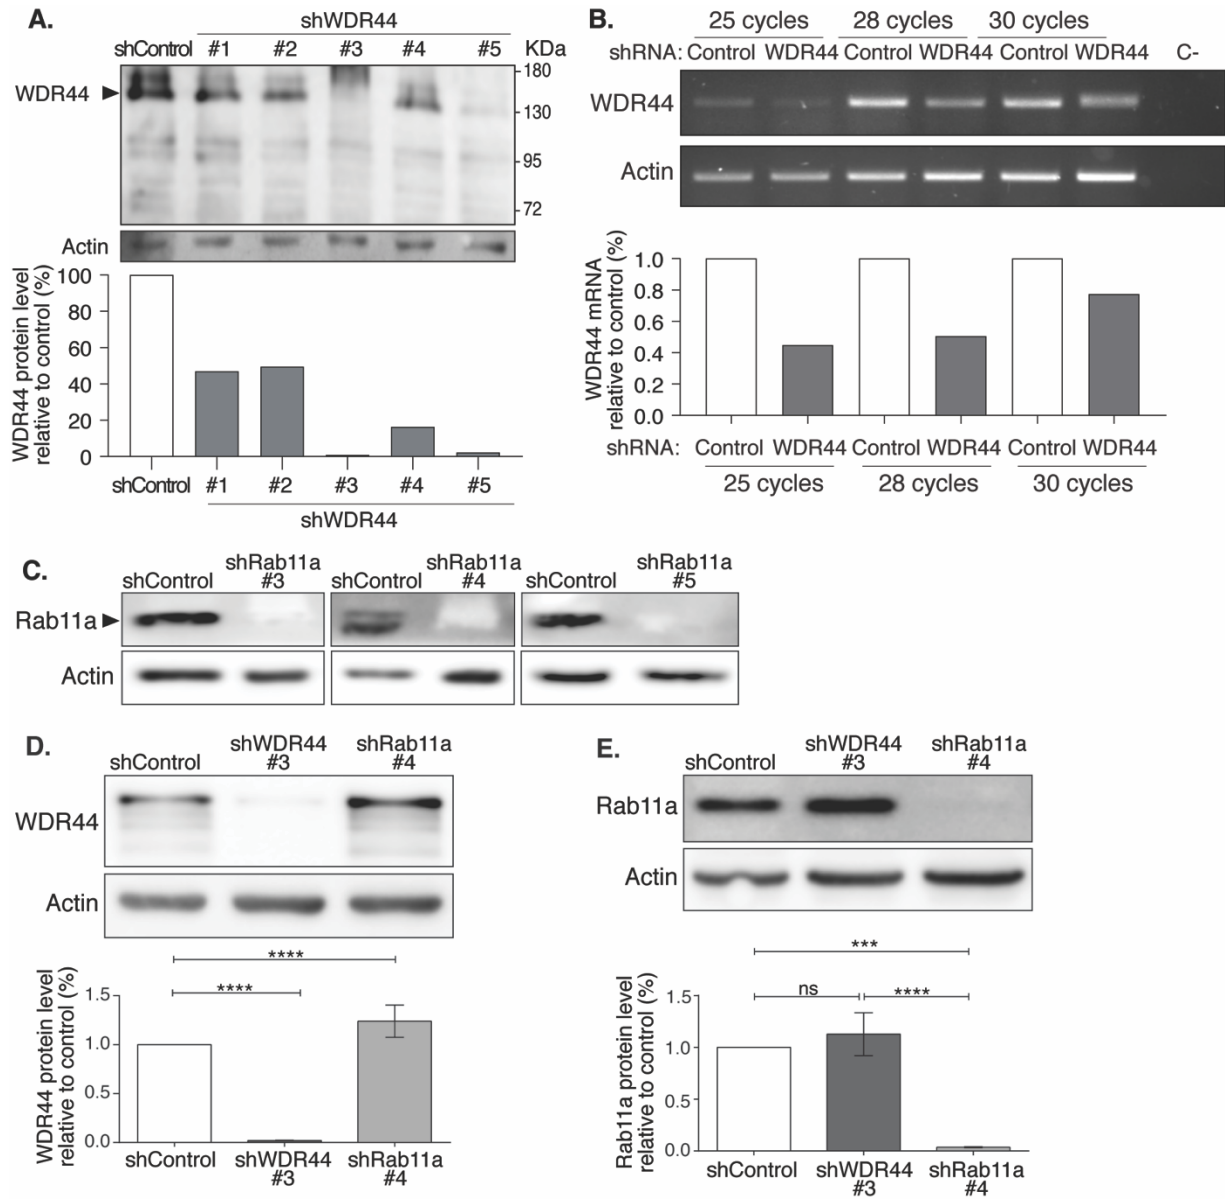 A.
shWDR44
shControl #1 #2 #3 #4 #5 KDa
WDR44
180
130
95
72
Actin
WDR44 protein level
relative to control (%)
100
80
60
40
20
0
shControl #1 #2 #3 #4 #5
shWDR44
B.
25 cycles 28 cycles 30 cycles
shRNA: Control WDR44 Control WDR44 Control WDR44 C-
WDR44
Actin
WDR44 mRNA
relative to control (%)
1.0
0.8
0.6
0.4
0.2
0.0
shRNA: Control WDR44 Control WDR44 Control WDR44
25 cycles 28 cycles 30 cycles
C.
shControl shRab11a #3 shControl shRab11a #4 shControl shRab11a #5
Rab11a
Actin
D.
shControl shWDR44 #3 shRab11a #4
WDR44
Actin
****
****
WDR44 protein level
relative to control (%)
1.5
1.0
0.5
0.0
shControl shWDR44 #3 shRab11a #4
E.
shControl shWDR44 #3 shRab11a #4
Rab11a
Actin
***
ns ****
Rab11a protein level
relative to control (%)
1.5
1.0
0.5
0.0
shControl shWDR44 #3 shRab11a #4